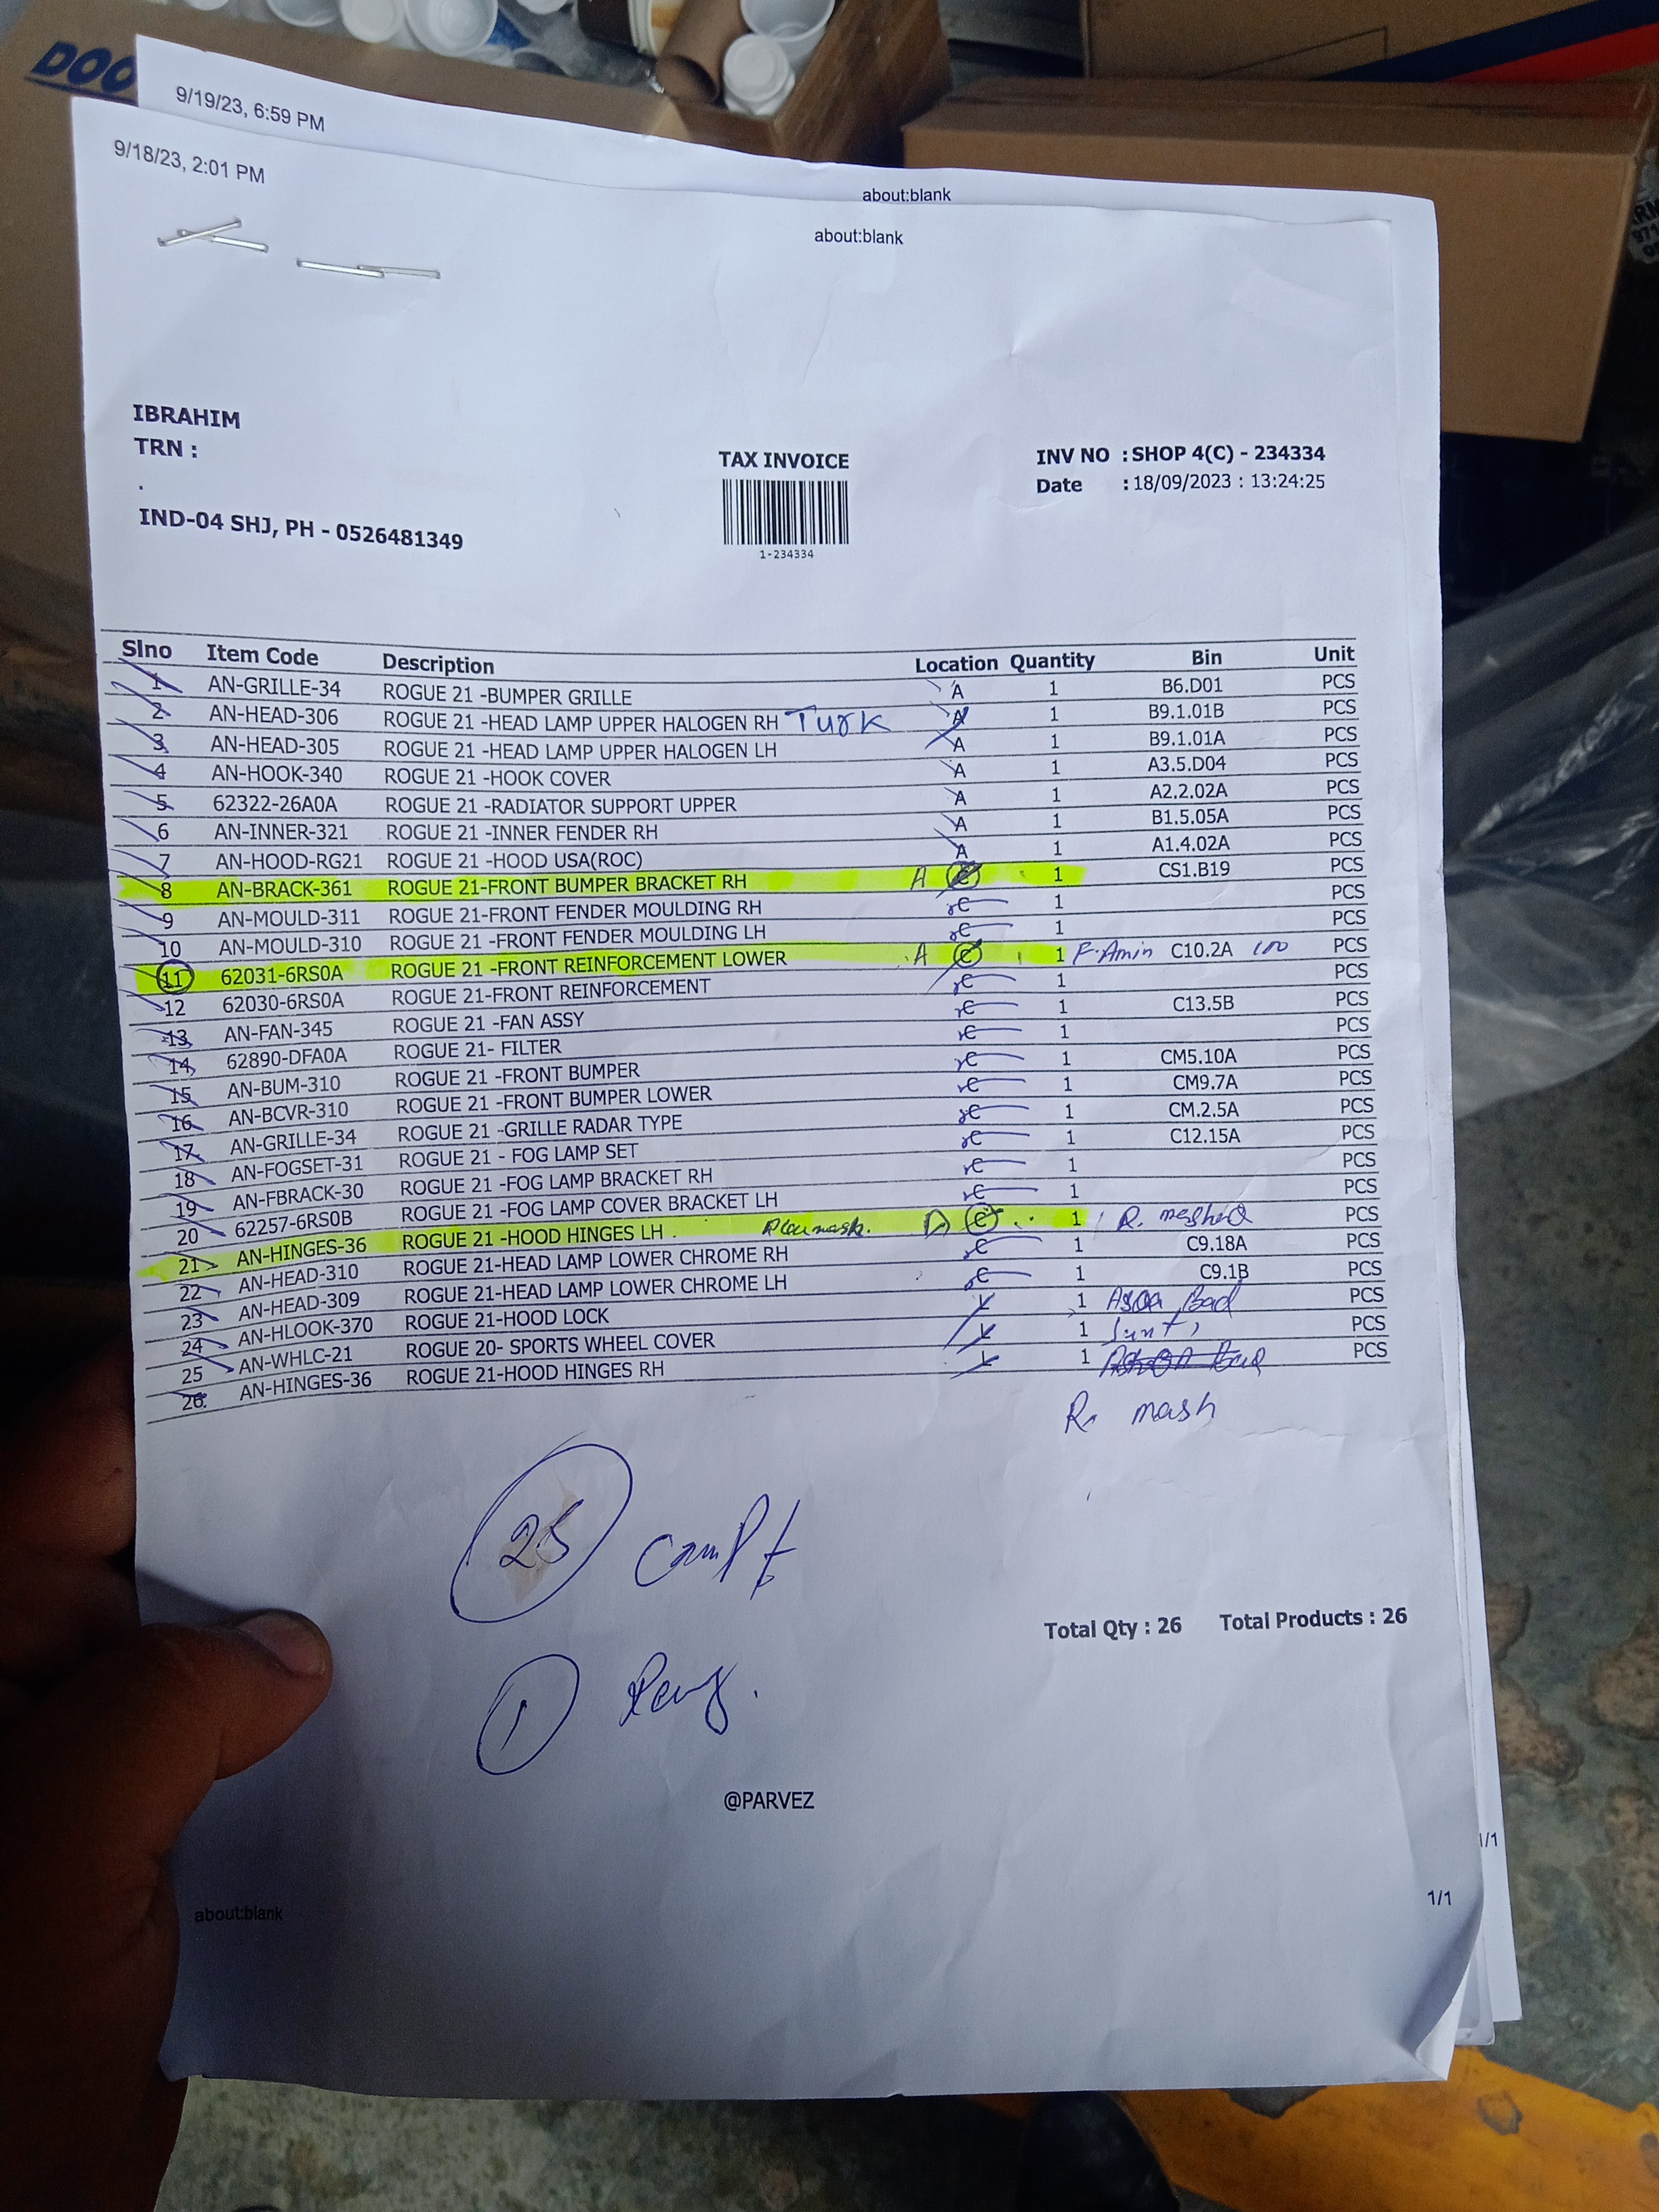 DOO
9/19/23, 6:59 PM
about:blank
9/18/23, 2:01 PM
about:blank
IBRAHIM
TRN :
.
IND-04 SHJ, PH - 0526481349
TAX INVOICE
1-234334
INV NO : SHOP 4(C) - 234334
Date : 18/09/2023 : 13:24:25
Slno Item Code Description Location Quantity Bin Unit
1 AN-GRILLE-34 ROGUE 21 -BUMPER GRILLE A 1 B6.D01 PCS
2 AN-HEAD-306 ROGUE 21 -HEAD LAMP UPPER HALOGEN RH Turk A 1 B9.1.01B PCS
3 AN-HEAD-305 ROGUE 21 -HEAD LAMP UPPER HALOGEN LH A 1 B9.1.01A PCS
4 AN-HOOK-340 ROGUE 21 -HOOK COVER A 1 A3.5.D04 PCS
5 62322-26A0A ROGUE 21 -RADIATOR SUPPORT UPPER A 1 A2.2.02A PCS
6 AN-INNER-321 ROGUE 21 -INNER FENDER RH A 1 B1.5.05A PCS
7 AN-HOOD-RG21 ROGUE 21 -HOOD USA(ROC) A 1 A1.4.02A PCS
8 AN-BRACK-361 ROGUE 21-FRONT BUMPER BRACKET RH A C 1 CS1.B19 PCS
9 AN-MOULD-311 ROGUE 21-FRONT FENDER MOULDING RH C 1 PCS
10 AN-MOULD-310 ROGUE 21 -FRONT FENDER MOULDING LH C 1 PCS
11 62031-6RS0A ROGUE 21 -FRONT REINFORCEMENT LOWER A C 1 F.Amin C10.2A 100 PCS
12 62030-6RS0A ROGUE 21-FRONT REINFORCEMENT C 1 PCS
13 AN-FAN-345 ROGUE 21 -FAN ASSY C 1 C13.5B PCS
14 62890-DFA0A ROGUE 21- FILTER C 1 PCS
15 AN-BUM-310 ROGUE 21 -FRONT BUMPER C 1 CM5.10A PCS
16 AN-BCVR-310 ROGUE 21 -FRONT BUMPER LOWER C 1 CM9.7A PCS
17 AN-GRILLE-34 ROGUE 21 -GRILLE RADAR TYPE C 1 CM.2.5A PCS
18 AN-FOGSET-31 ROGUE 21 - FOG LAMP SET C 1 C12.15A PCS
19 AN-FBRACK-30 ROGUE 21 -FOG LAMP BRACKET RH C 1 PCS
20 62257-6RS0B ROGUE 21 -FOG LAMP COVER BRACKET LH C 1 PCS
21 AN-HINGES-36 ROGUE 21 -HOOD HINGES LH C 1 R. meshed PCS
22 AN-HEAD-310 ROGUE 21-HEAD LAMP LOWER CHROME RH C 1 C9.18A PCS
23 AN-HEAD-309 ROGUE 21-HEAD LAMP LOWER CHROME LH C 1 C9.1B PCS
24 AN-HLOOK-370 ROGUE 21-HOOD LOCK 1 Bad PCS
25 AN-WHLC-21 ROGUE 20- SPORTS WHEEL COVER 1 PCS
26 AN-HINGES-36 ROGUE 21-HOOD HINGES RH 1 PCS
R. mash
25 Complt
Total Qty : 26 Total Products : 26
1
@PARVEZ
1/1
1/1
about:blank